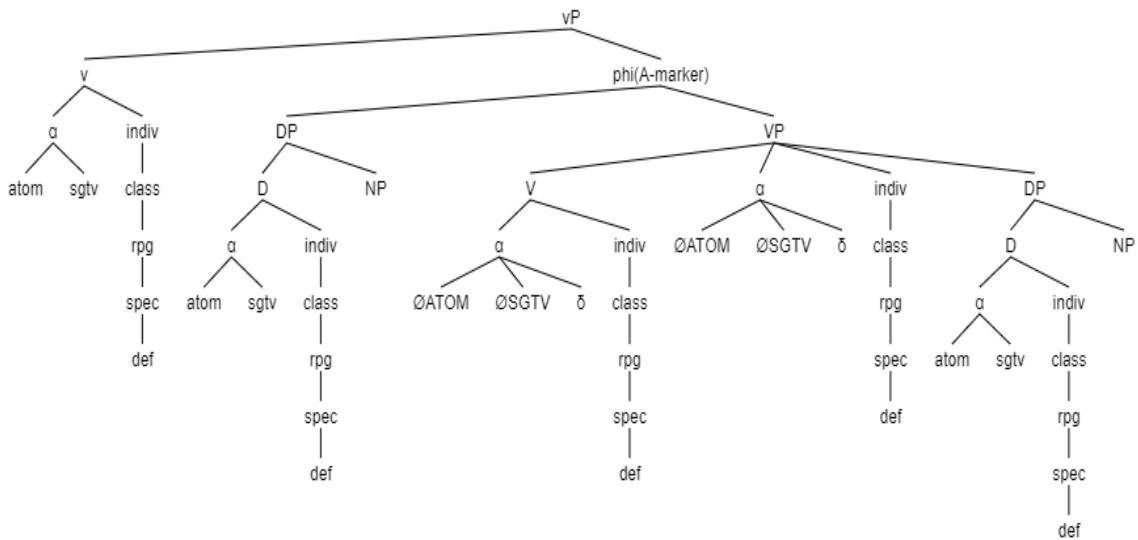 vP
v phi(A-marker)
α indiv DP VP
atom sgtv class D NP V α indiv DP
rpg α indiv α indiv ØATOM ØSGTV δ class D NP
spec atom sgtv class ØATOM ØSGTV δ class rpg α indiv
def rpg rpg spec atom sgtv class
spec spec def rpg
def def spec
def